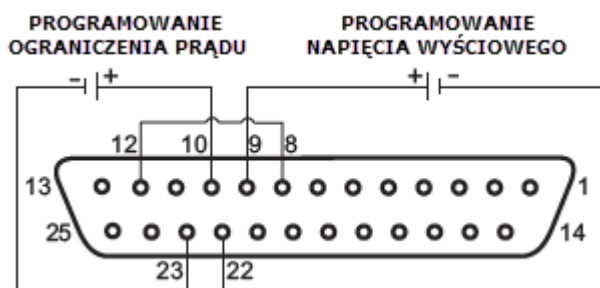 PROGRAMOWANIE
OGRANICZENIA PRĄDU
PROGRAMOWANIE
NAPIĘCIA WYŚCIOWEGO
- +
+ -
12 10 9 8
13 1
25 14
23 22